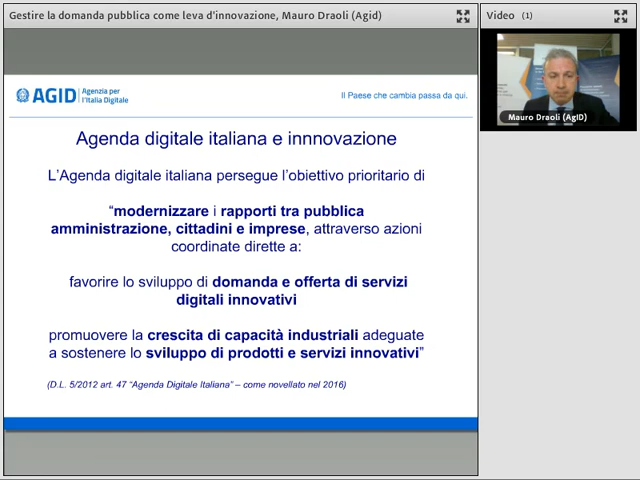 Gestire la domanda pubblica come leva d'innovazione, Mauro Draoli (Agid)
Video (1)
AGID Agenzia per l'Italia Digitale
Il Paese che cambia passa da qui.
Mauro Draoli (AgID)
Agenda digitale italiana e innnovazione
L'Agenda digitale italiana persegue l'obiettivo prioritario di
“modernizzare i rapporti tra pubblica
amministrazione, cittadini e imprese, attraverso azioni
coordinate dirette a:
favorire lo sviluppo di domanda e offerta di servizi
digitali innovativi
promuovere la crescita di capacità industriali adeguate
a sostenere lo sviluppo di prodotti e servizi innovativi”
(D.L. 5/2012 art. 47 “Agenda Digitale Italiana” – come novellato nel 2016)